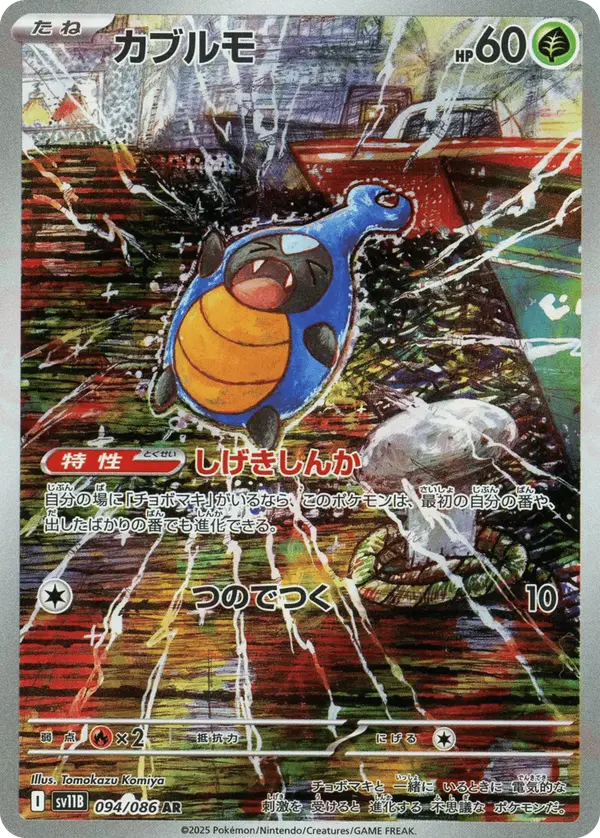 たね カブルモ HP60
特性 とくせい しげきしんか
自分の場に「チョボマキ」がいるなら、このポケモンは、最初の自分の番や、
出したばかりの番でも進化できる。
つのでつく 10
弱点 ×2 抵抗力 にげる
Illus. Tomokazu Komiya
チョボマキと 一緒に いるときに 電気的な
I sv11B 094/086 AR 刺激を 受けると 進化する 不思議な ポケモンだ。
©2025 Pokémon/Nintendo/Creatures/GAME FREAK.